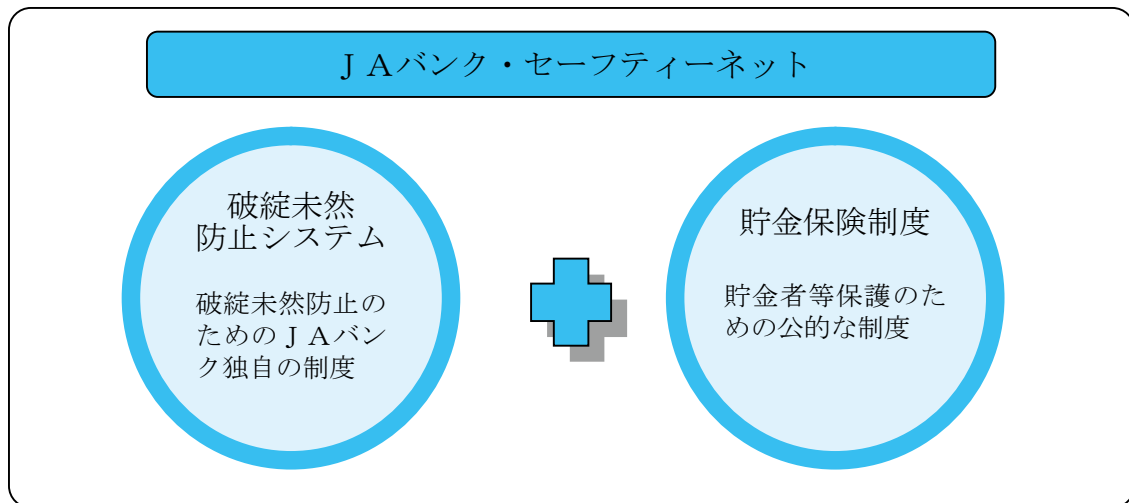 ＪＡバンク・セーフティーネット
破綻未然
防止システム
破綻未然防止の
ためのＪＡバン
ク独自の制度
貯金保険制度
貯金者等保護のた
めの公的な制度